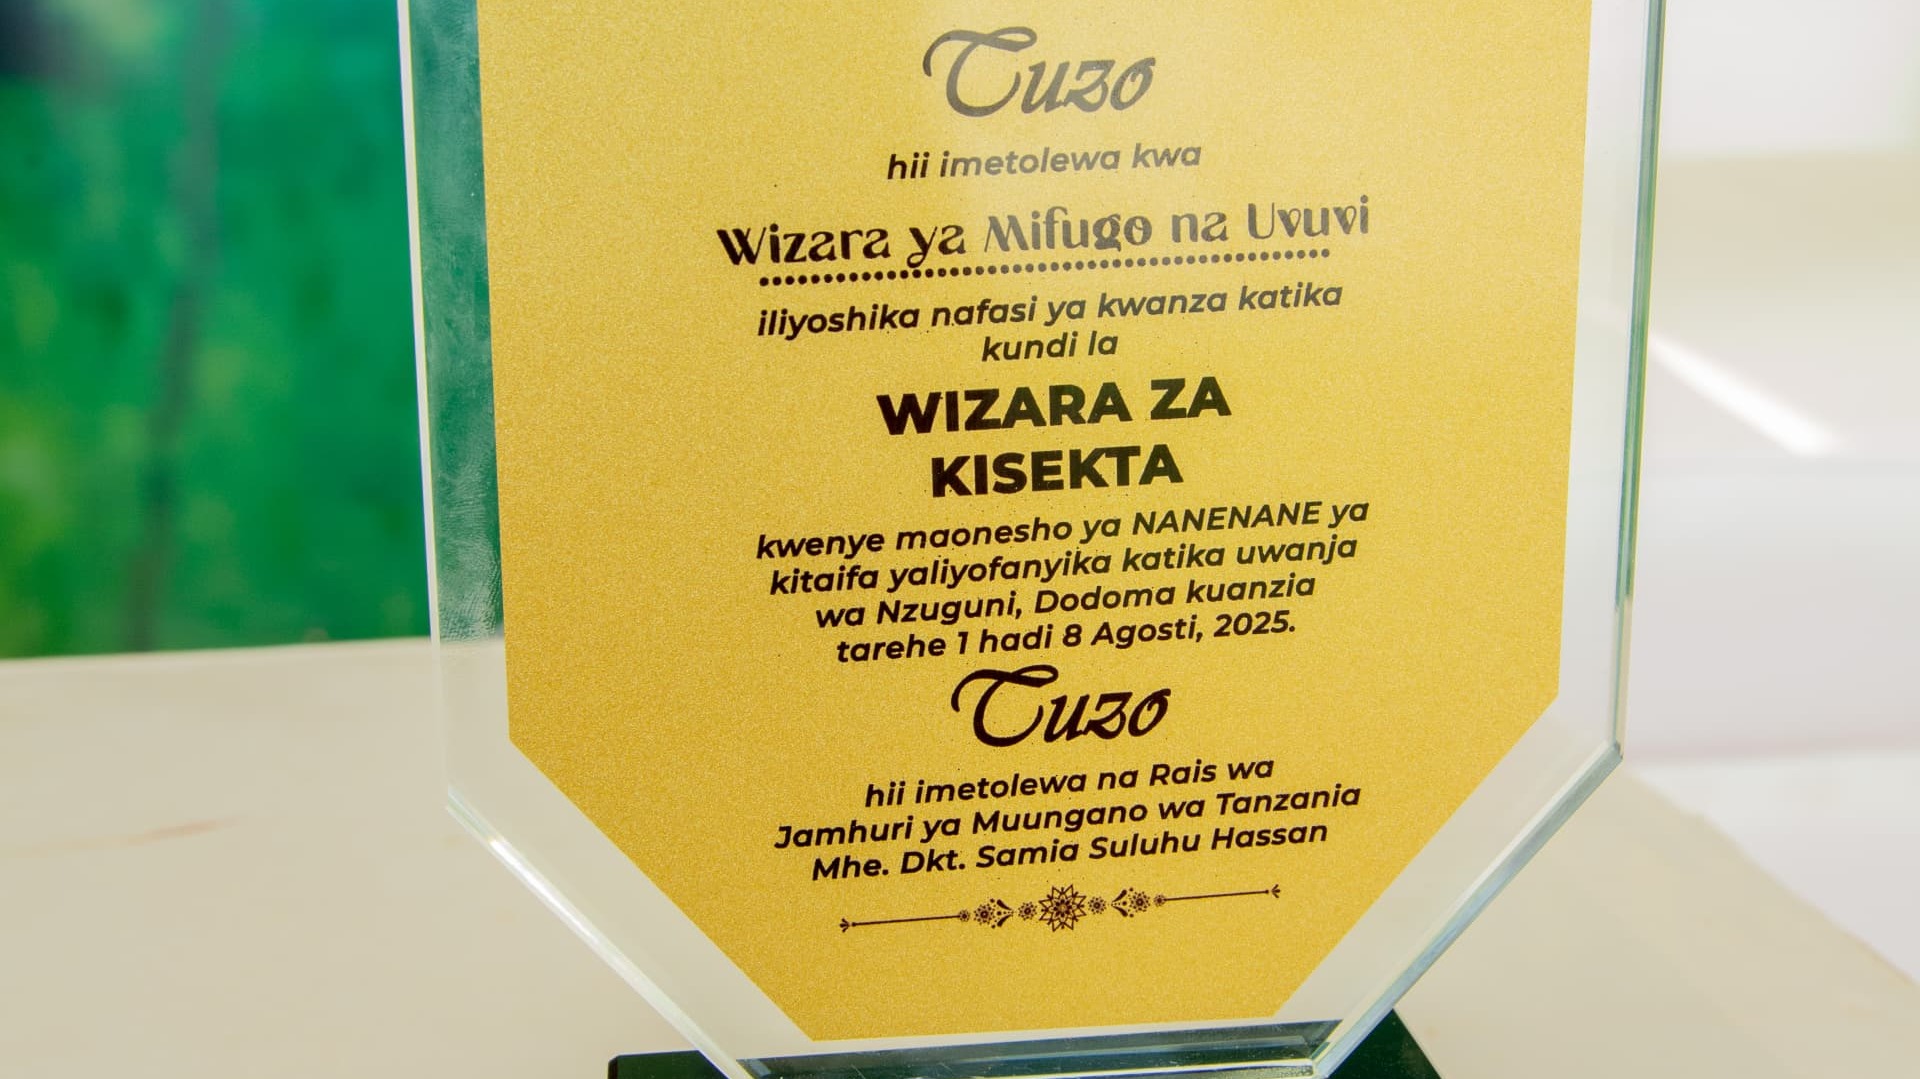 Tuzo
hii imetolewa kwa
Wizara ya Mifugo na Uvuvi
iliyoshika nafasi ya kwanza katika
kundi la
WIZARA ZA
KISEKTA
kwenye maonesho ya NANENANE ya
kitaifa yaliyofanyika katika uwanja
wa Nzuguni, Dodoma kuanzia
tarehe 1 hadi 8 Agosti, 2025.
Tuzo
hii imetolewa na Rais wa
Jamhuri ya Muungano wa Tanzania
Mhe. Dkt. Samia Suluhu Hassan